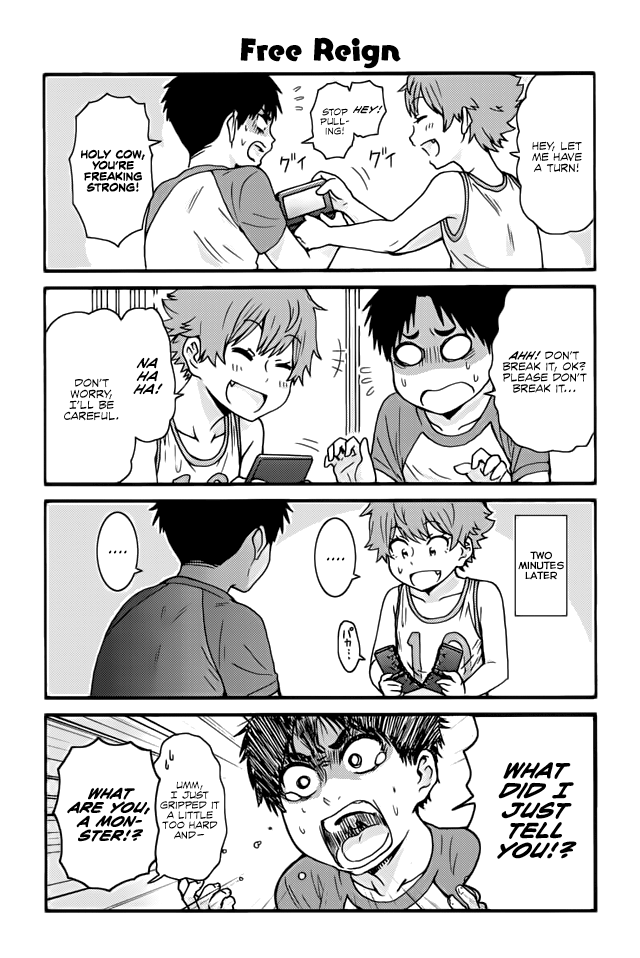 Free Reign
HEY, LET
ME HAVE
A TURN!
HEY!
STOP
PULL-
ING!
グイ
グイ
HOLY COW,
YOU'RE
FREAKING
STRONG!
AHH! DON'T
BREAK IT, OK?
PLEASE DON'T
BREAK IT...
NA
HA
HA!
DON'T
WORRY,
I'LL BE
CAREFUL.
10
TWO
MINUTES
LATER
....
パカ...
10
....
WHAT
DID I
JUST
TELL
YOU!?
UMM,
I JUST
GRIPPED IT
A LITTLE
TOO HARD
AND—
WHAT
ARE YOU,
A MON-
STER!?